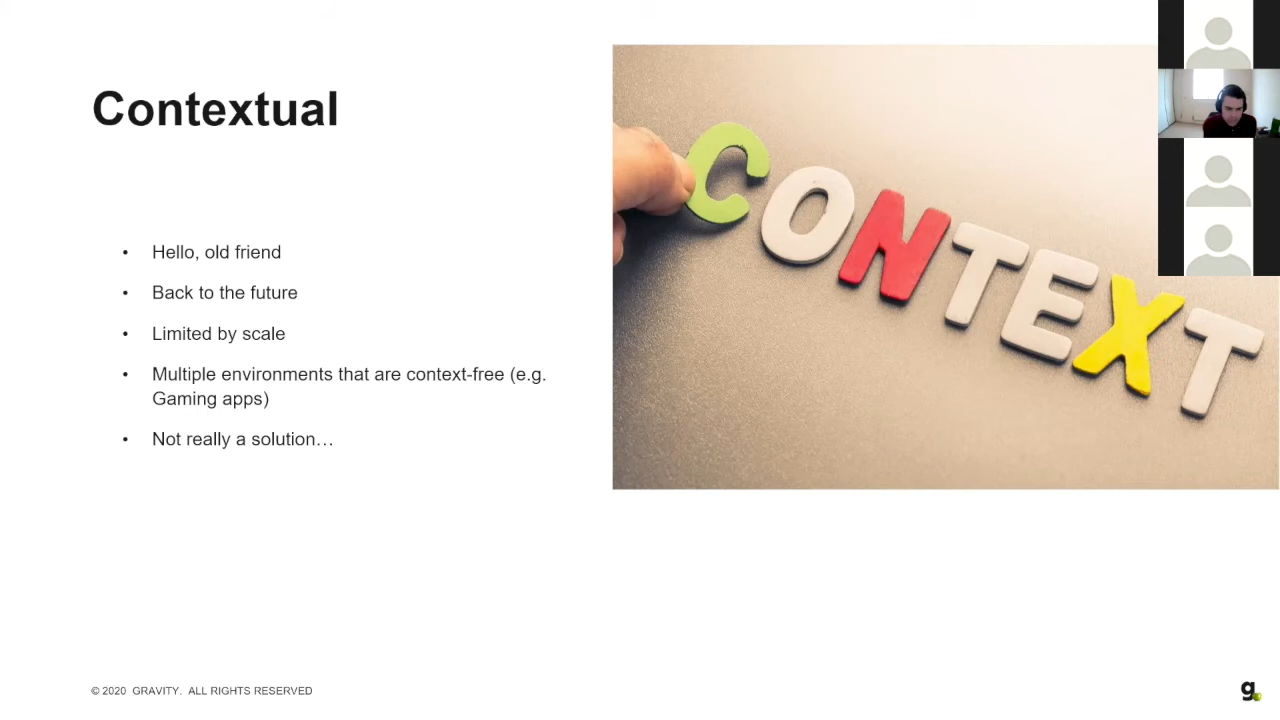 Contextual
• Hello, old friend
• Back to the future
• Limited by scale
• Multiple environments that are context-free (e.g.
Gaming apps)
• Not really a solution…
CONTEXT
© 2020 GRAVITY. ALL RIGHTS RESERVED
g